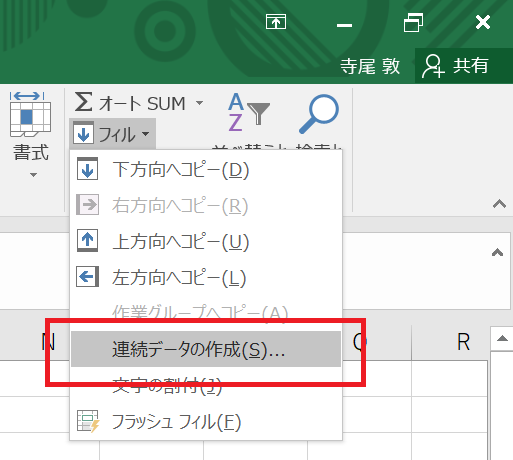 寺尾 敦
共有
書式
Σ オート SUM
フィル
A
Z
下方向へコピー(D)
右方向へコピー(R)
上方向へコピー(U)
左方向へコピー(L)
作業グループへコピー(A)
連続データの作成(S)...
文字の割付(J)
フラッシュ フィル(F)
N
Q
R